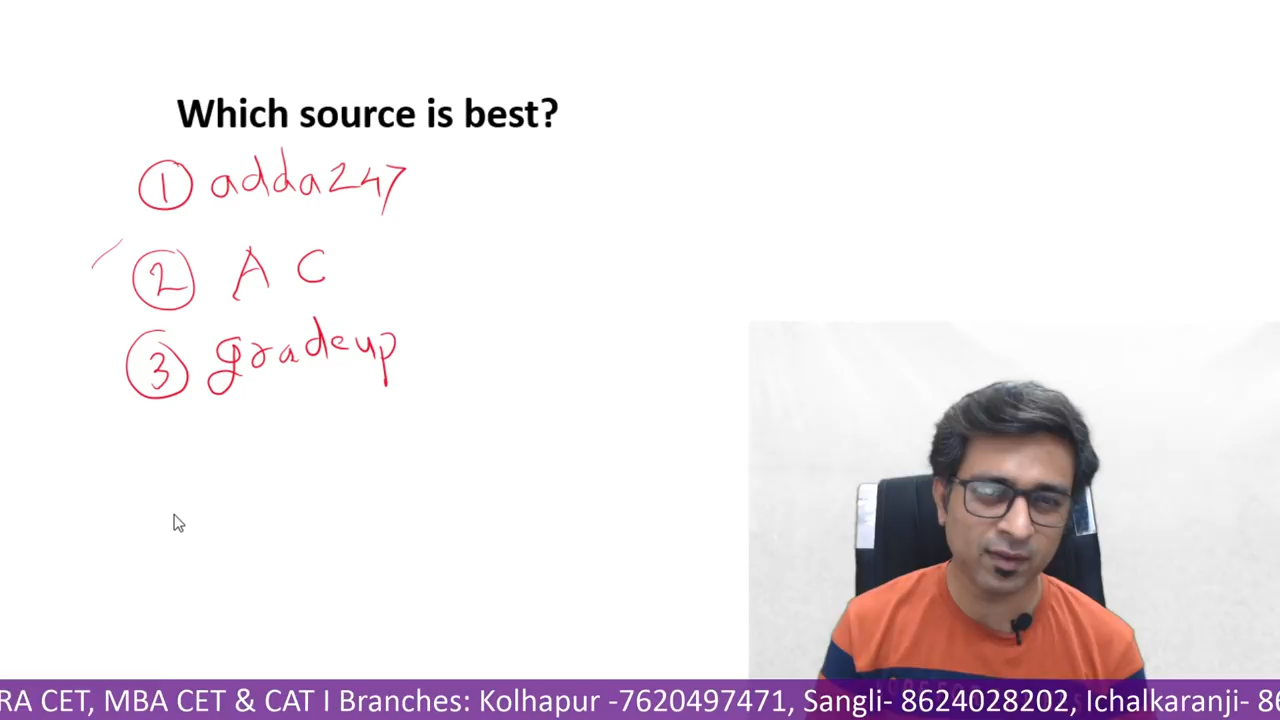 Which source is best?
① adda247
② A C
③ gradeup
RA CET, MBA CET & CAT I Branches: Kolhapur -7620497471, Sangli- 8624028202, Ichalkaranji- 86